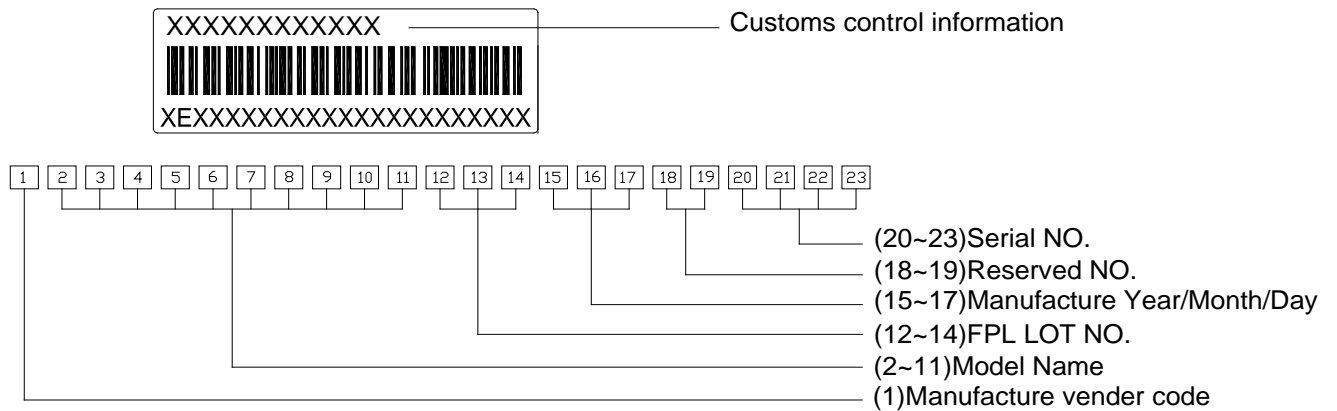 XXXXXXXXXXXX
Customs control information
XEXXXXXXXXXXXXXXXXXXXXX
1 2 3 4 5 6 7 8 9 10 11 12 13 14 15 16 17 18 19 20 21 22 23
(20~23)Serial NO.
(18~19)Reserved NO.
(15~17)Manufacture Year/Month/Day
(12~14)FPL LOT NO.
(2~11)Model Name
(1)Manufacture vender code